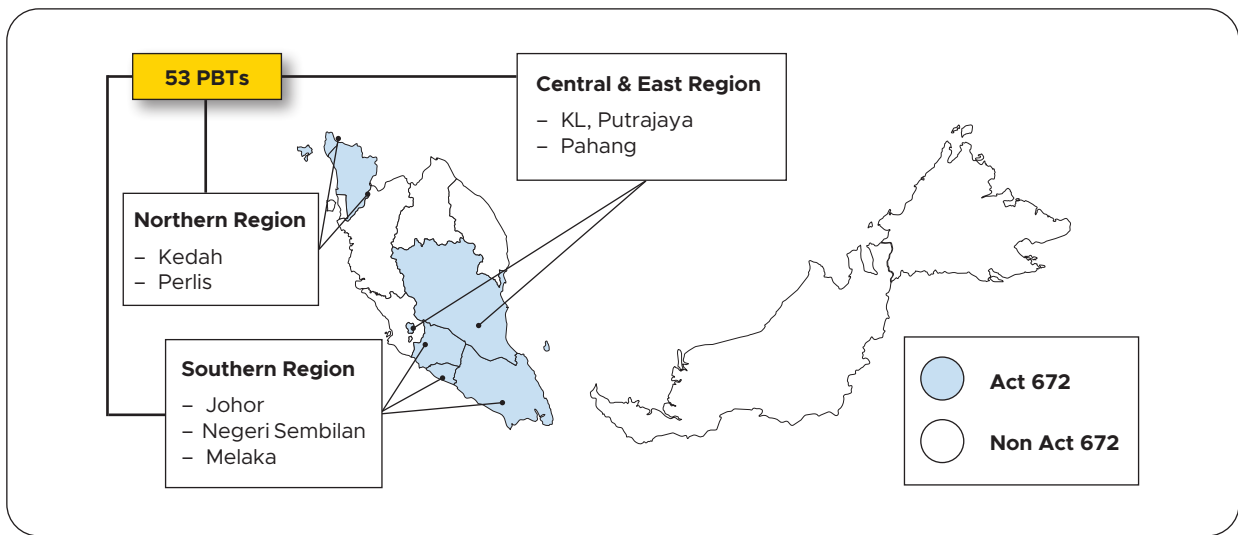 53 PBTs
Central & East Region
– KL, Putrajaya
– Pahang
Northern Region
– Kedah
– Perlis
Southern Region
– Johor
– Negeri Sembilan
– Melaka
Act 672
Non Act 672